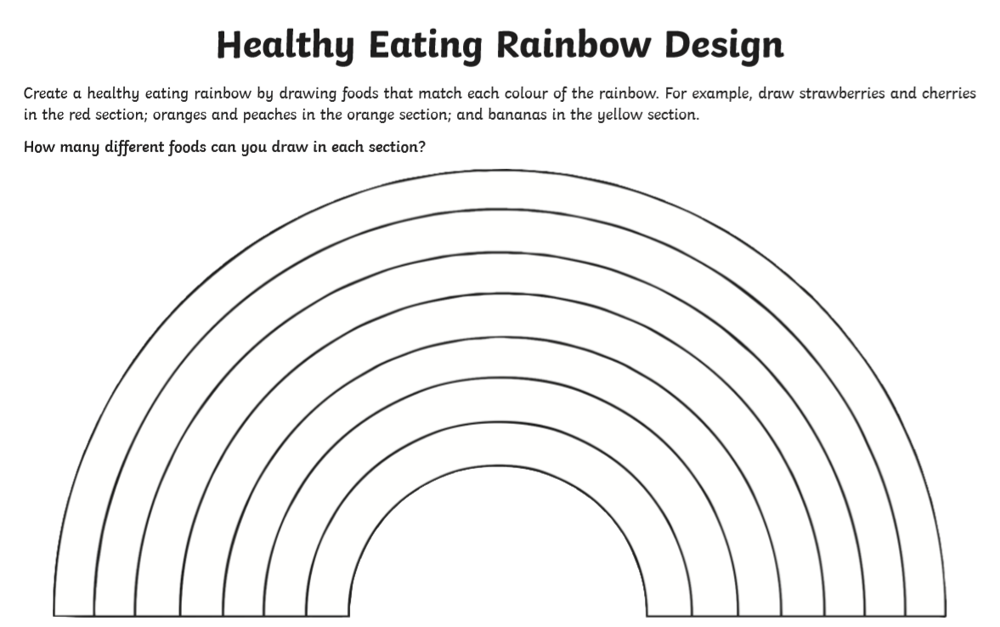 Healthy Eating Rainbow Design
Create a healthy eating rainbow by drawing foods that match each colour of the rainbow. For example, draw strawberries and cherries
in the red section; oranges and peaches in the orange section; and bananas in the yellow section.
How many different foods can you draw in each section?